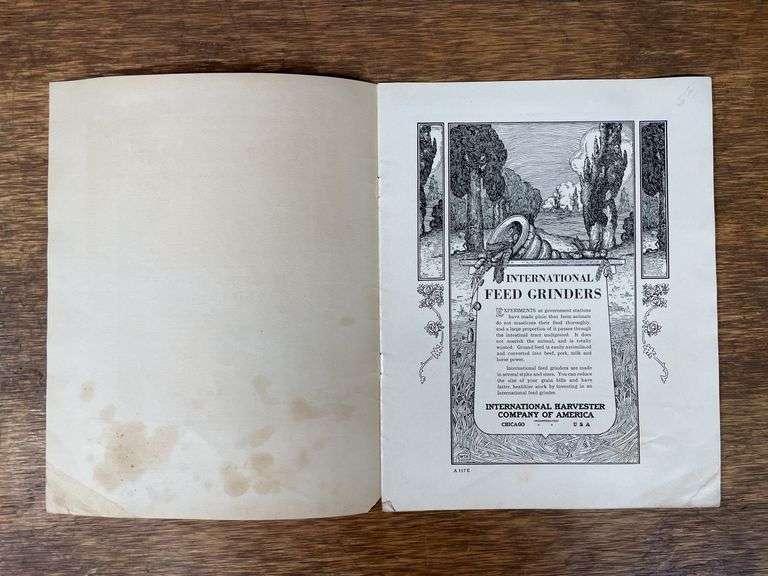 INTERNATIONAL
FEED GRINDERS
EXPERIMENTS at government stations
have made plain that farm animals
do not masticate their feed thoroughly,
and a large proportion of it passes through
the intestinal tract undigested. It does
not nourish the animal, and is totally
wasted. Ground feed is easily assimilated
and converted into beef, pork, milk and
horse power.
International feed grinders are made
in several styles and sizes. You can reduce
the size of your grain bills and have
fatter, healthier stock by investing in an
International feed grinder.
INTERNATIONAL HARVESTER
COMPANY OF AMERICA
INCORPORATED
CHICAGO U S A
A 117 E